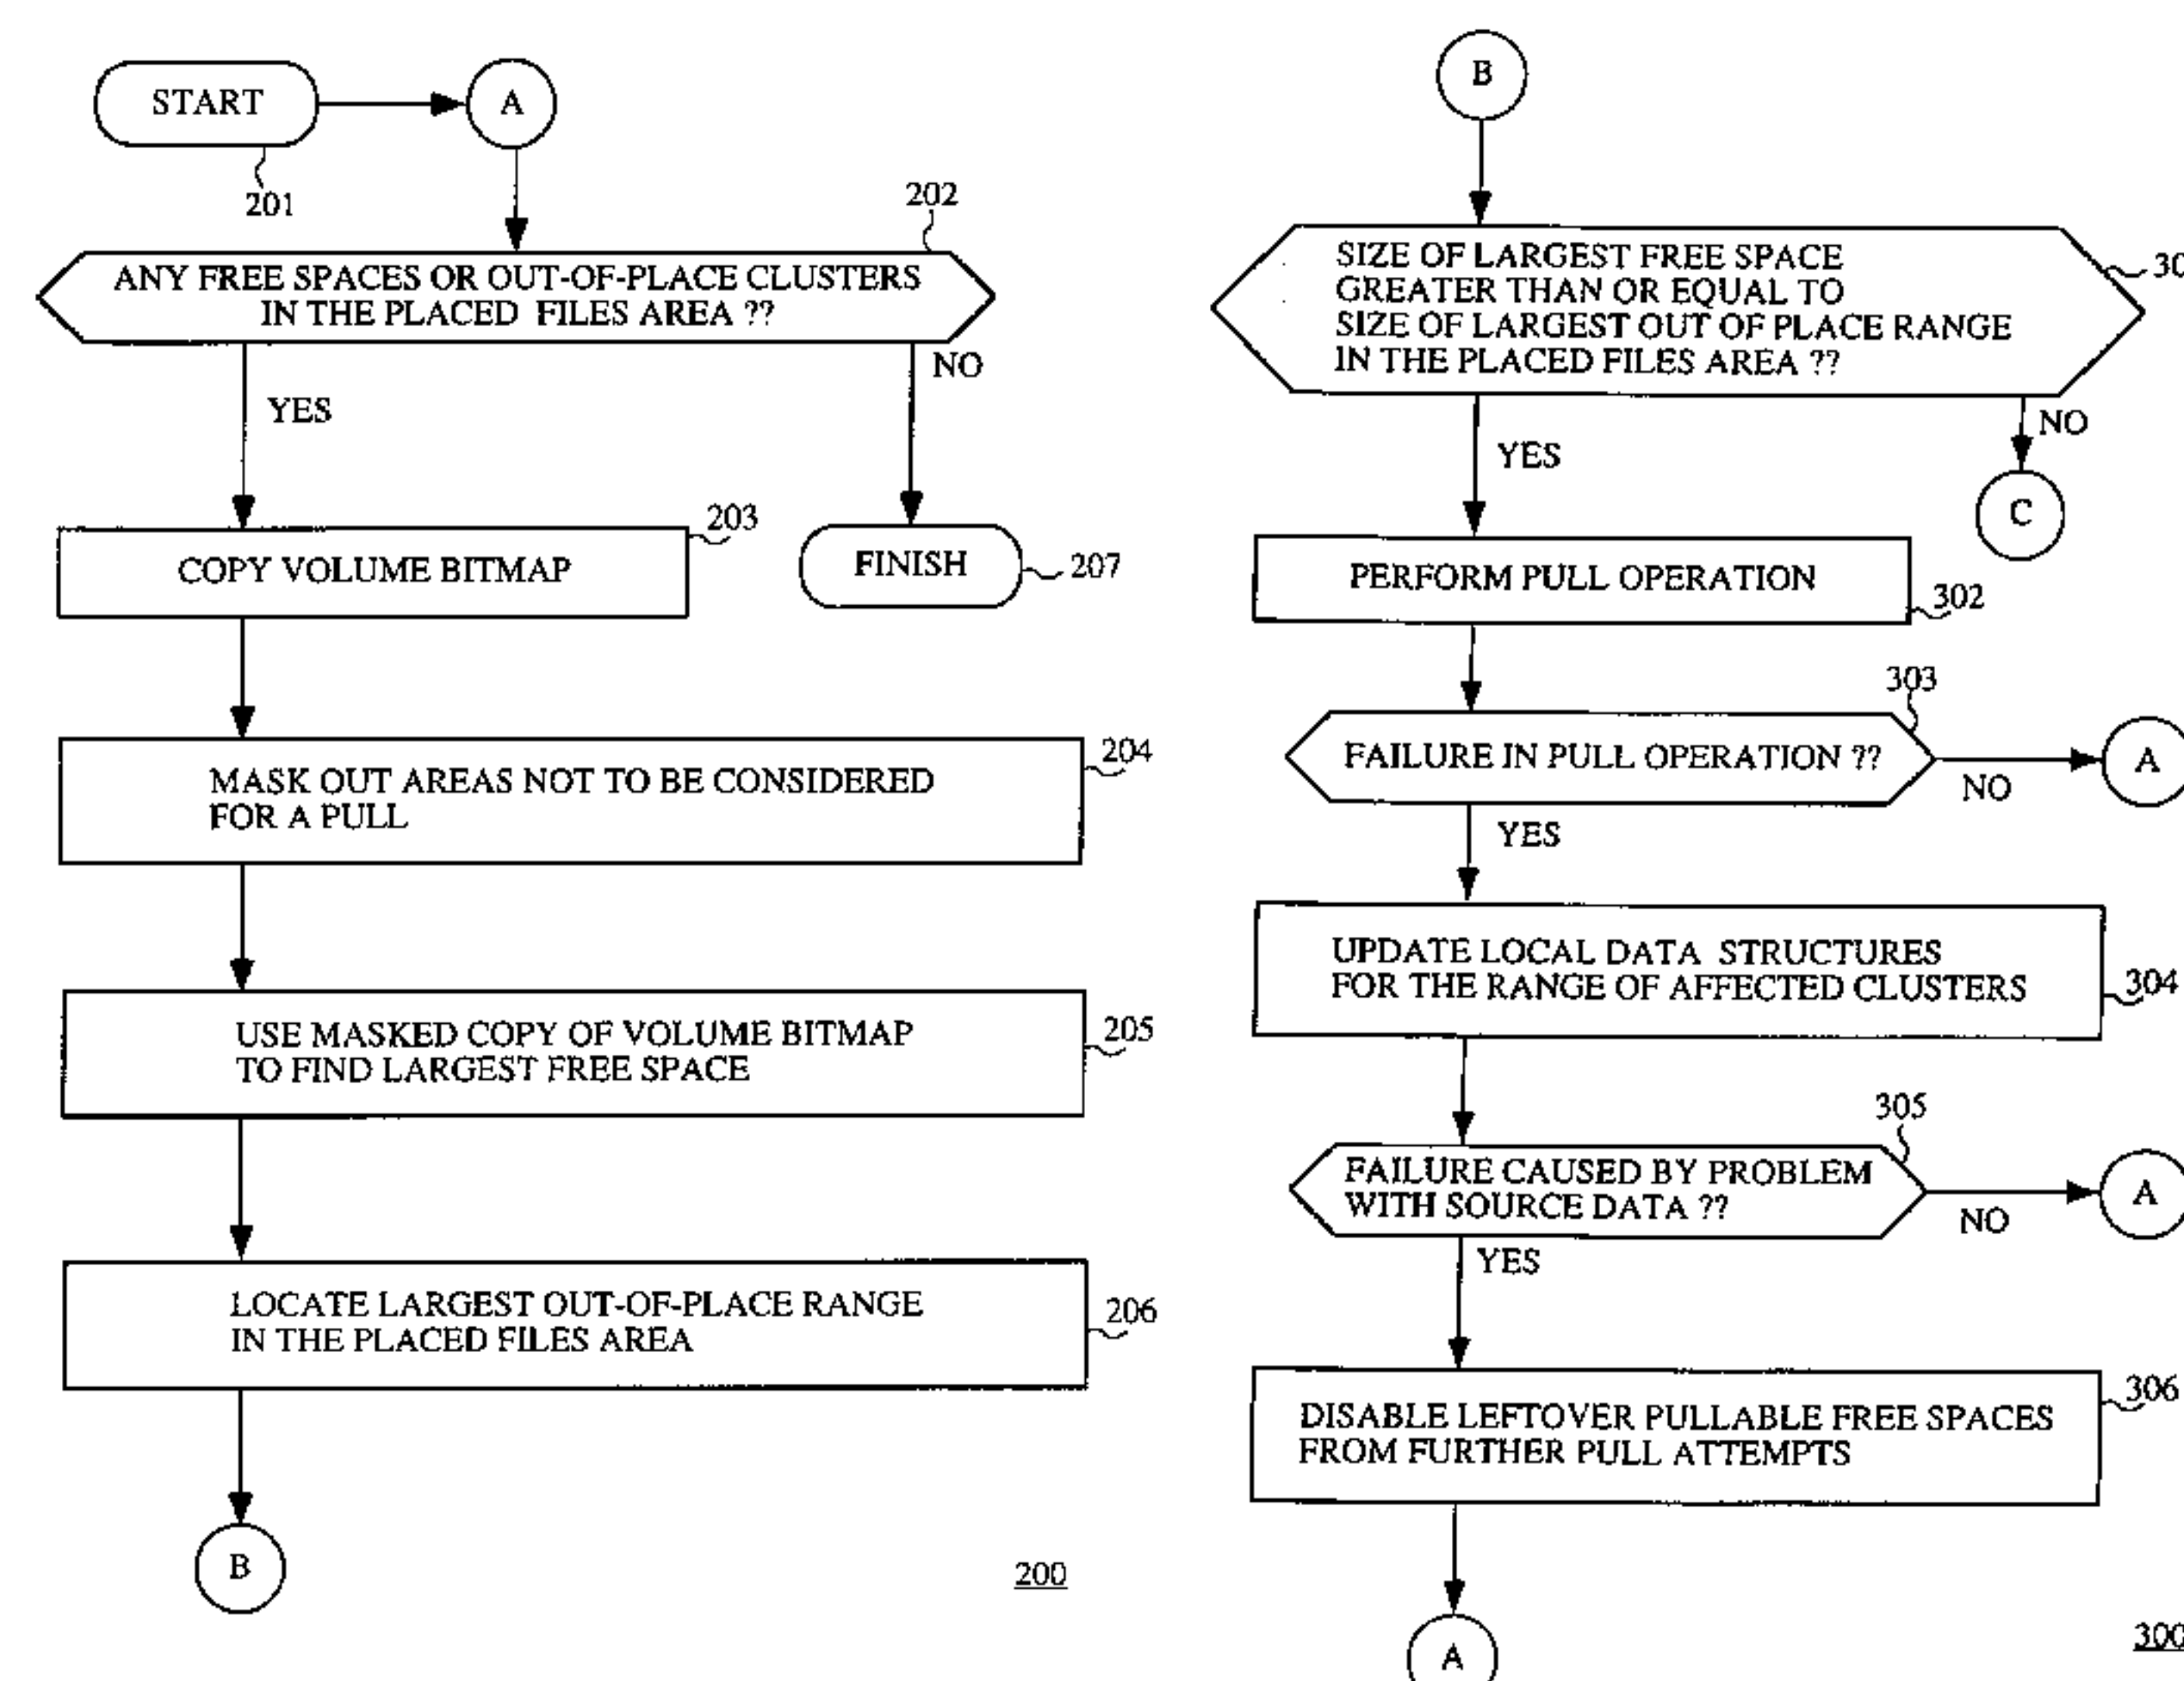 START
A
201
202
ANY FREE SPACES OR OUT-OF-PLACE CLUSTERS
IN THE PLACED FILES AREA ??
NO
YES
203
COPY VOLUME BITMAP
FINISH
207
204
MASK OUT AREAS NOT TO BE CONSIDERED
FOR A PULL
205
USE MASKED COPY OF VOLUME BITMAP
TO FIND LARGEST FREE SPACE
LOCATE LARGEST OUT-OF-PLACE RANGE
IN THE PLACED FILES AREA
206
B
200
B
SIZE OF LARGEST FREE SPACE
GREATER THAN OR EQUAL TO
SIZE OF LARGEST OUT OF PLACE RANGE
IN THE PLACED FILES AREA ??
NO
YES
C
PERFORM PULL OPERATION
302
303
FAILURE IN PULL OPERATION ??
NO
A
YES
UPDATE LOCAL DATA STRUCTURES
FOR THE RANGE OF AFFECTED CLUSTERS
304
305
FAILURE CAUSED BY PROBLEM
WITH SOURCE DATA ??
NO
A
YES
306
DISABLE LEFTOVER PULLABLE FREE SPACES
FROM FURTHER PULL ATTEMPTS
A
300